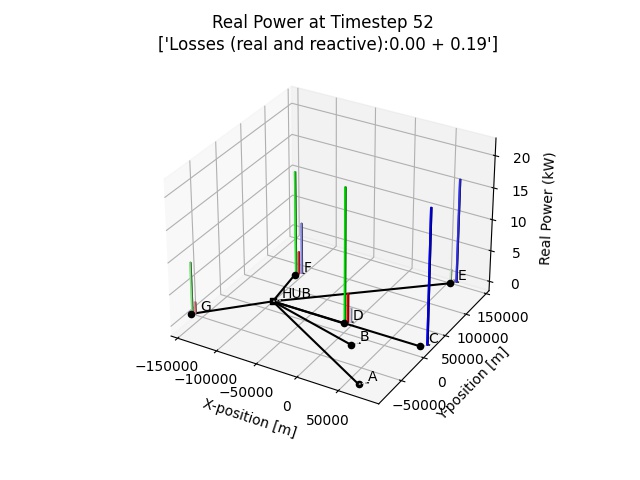 Real Power at Timestep 52
['Losses (real and reactive):0.00 + 0.19']
20
15
10
5
0
Real Power (kW)
F
E
HUB
G
D
B
C
A
−150000
−100000
−50000
0
50000
X-position [m]
150000
100000
50000
0
−50000
Y-position [m]